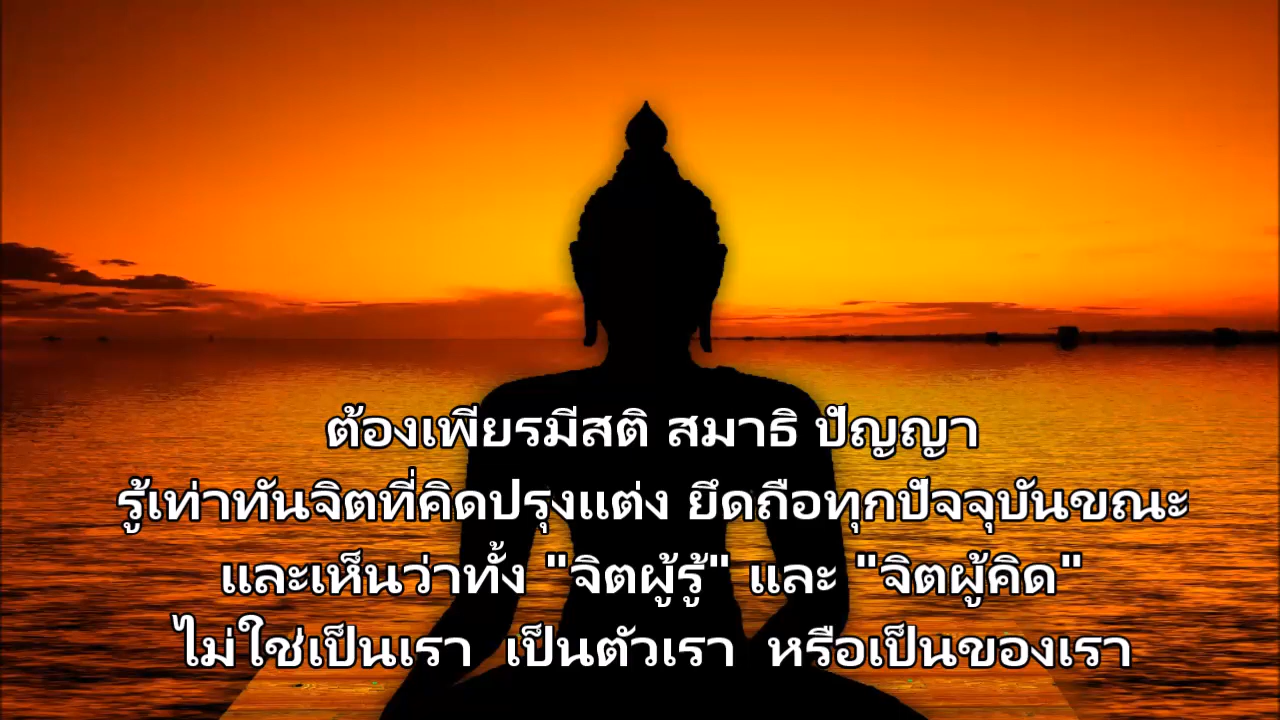 ต้องเพียรมีสติ สมาธิ ปัญญา
รู้เท่าทันจิตที่คิดปรุงแต่ง ยึดถือทุกปัจจุบันขณะ
และเห็นว่าทั้ง "จิตผู้รู้" และ "จิตผู้คิด"
ไม่ใช่เป็นเรา เป็นตัวเรา หรือเป็นของเรา